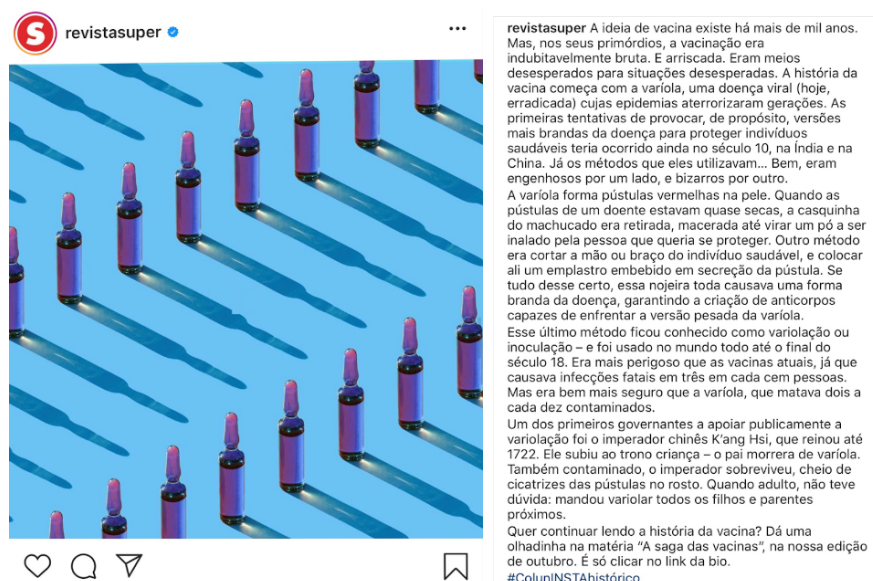 S revistasuper
revistasuper A ideia de vacina existe há mais de mil anos.
Mas, nos seus primórdios, a vacinação era
indubitavelmente bruta. E arriscada. Eram meios
desesperados para situações desesperadas. A história da
vacina começa com a varíola, uma doença viral (hoje,
erradicada) cujas epidemias aterrorizaram gerações. As
primeiras tentativas de provocar, de propósito, versões
mais brandas da doença para proteger indivíduos
saudáveis teria ocorrido ainda no século 10, na Índia e na
China. Já os métodos que eles utilizavam... Bem, eram
engenhosos por um lado, e bizarros por outro.
A varíola forma pústulas vermelhas na pele. Quando as
pústulas de um doente estavam quase secas, a casquinha
do machucado era retirada, macerada até virar um pó a ser
inalado pela pessoa que queria se proteger. Outro método
era cortar a mão ou braço do indivíduo saudável, e colocar
ali um emplastro embebido em secreção da pústula. Se
tudo desse certo, essa nojeira toda causava uma forma
branda da doença, garantindo a criação de anticorpos
capazes de enfrentar a versão pesada da varíola.
Esse último método ficou conhecido como variolação ou
inoculação – e foi usado no mundo todo até o final do
século 18. Era mais perigoso que as vacinas atuais, já que
causava infecções fatais em três em cada cem pessoas.
Mas era bem mais seguro que a varíola, que matava dois a
cada dez contaminados.
Um dos primeiros governantes a apoiar publicamente a
variolação foi o imperador chinês K'ang Hsi, que reinou até
1722. Ele subiu ao trono criança – o pai morrera de varíola.
Também contaminado, o imperador sobreviveu, cheio de
cicatrizes das pústulas no rosto. Quando adulto, não teve
dúvida: mandou variolar todos os filhos e parentes
próximos.
Quer continuar lendo a história da vacina? Dá uma
olhadinha na matéria “A saga das vacinas”, na nossa edição
de outubro. É só clicar no link da bio.
#ColunINSTAhistórico